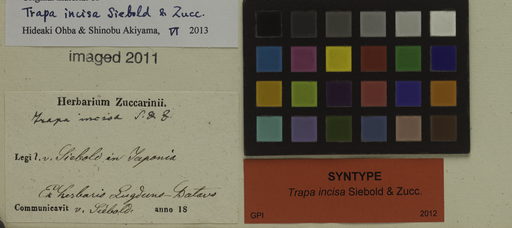 Trapa incisa Siebold & Zucc.
Hideaki Ohba & Shinobu Akiyama, VI 2013
imaged 2011
Herbarium Zuccarinii.
Trapa incisa S. & Z.
Legit. v. Siebold in Japonia
Ex herbario Lugduno Batavo
Communicavit v. Siebold. anno 18
SYNTYPE
Trapa incisa Siebold & Zucc.
GPI 2012